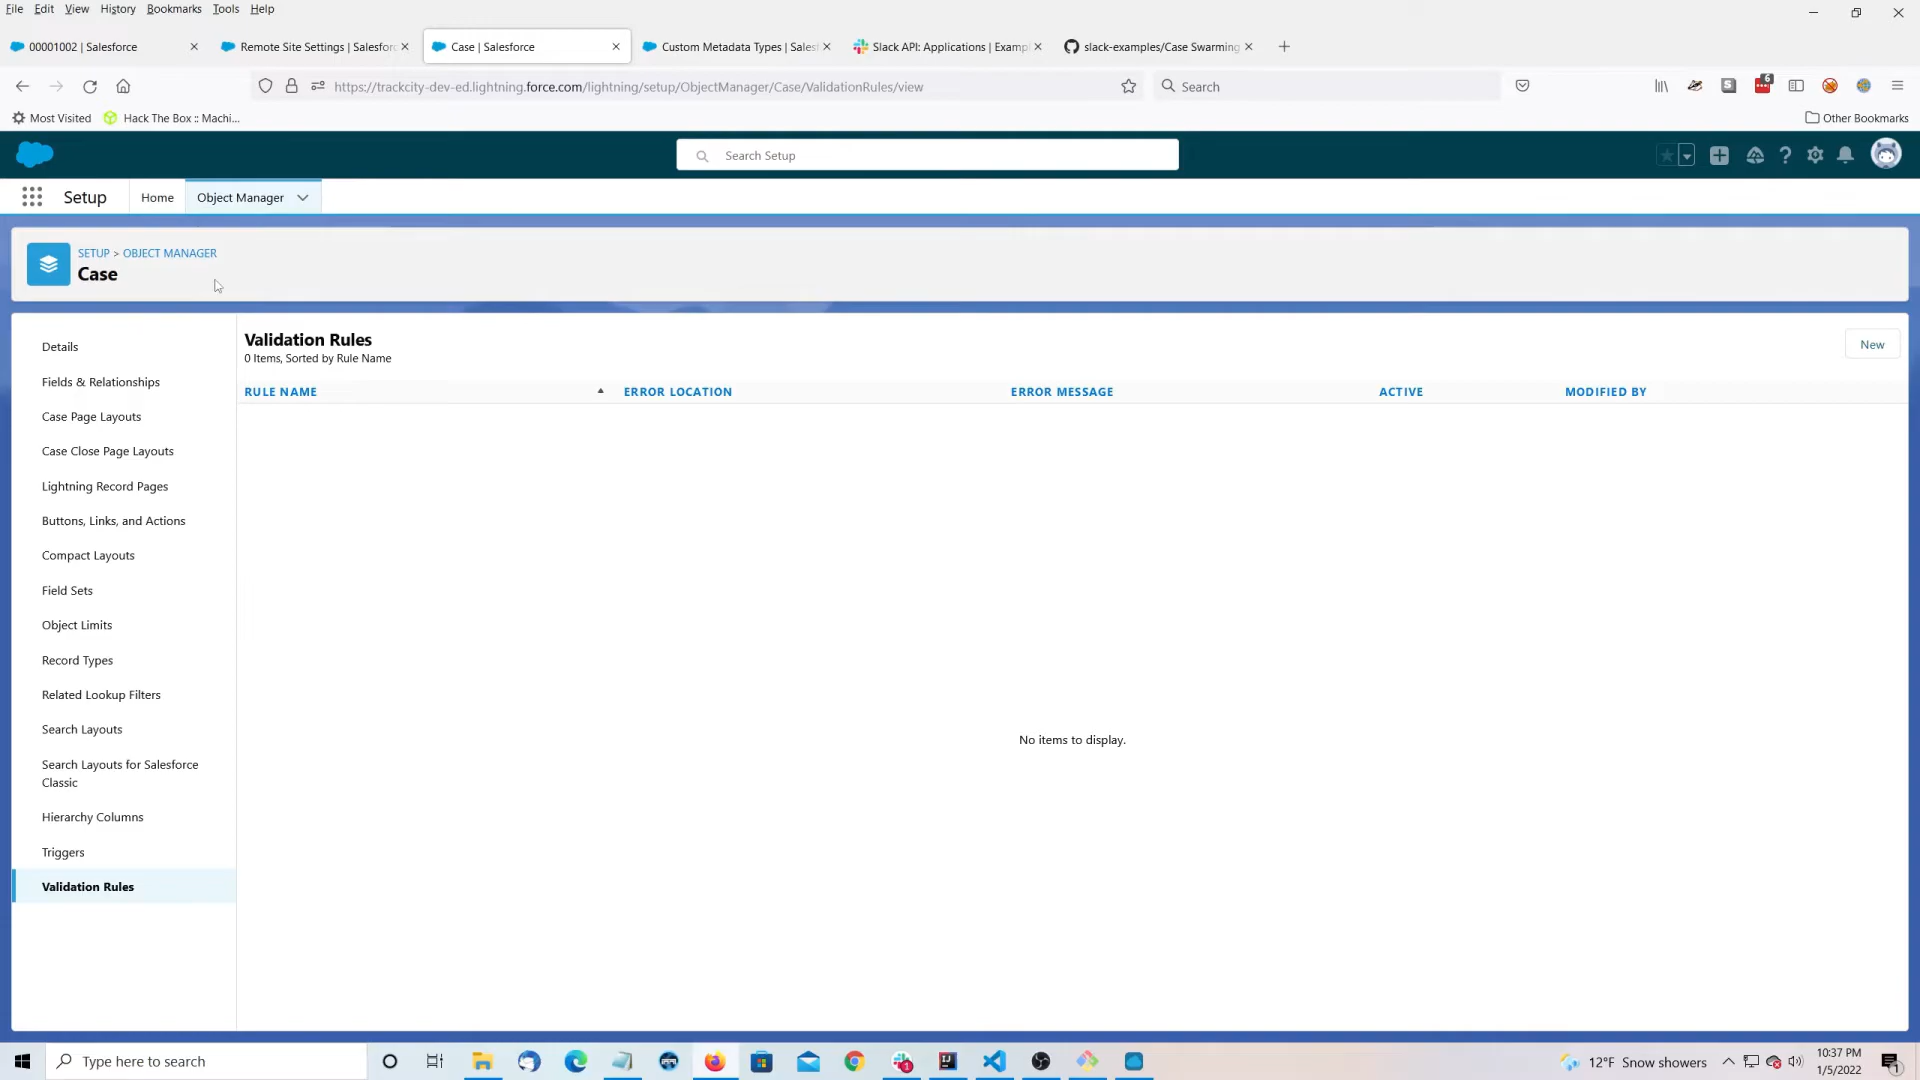 File Edit View History Bookmarks Tools Help
00001002 | Salesforce
Remote Site Settings | Salesforc
Case | Salesforce
Custom Metadata Types | Salesf
Slack API: Applications | Exampl
slack-examples/Case Swarming
https://trackcity-dev-ed.lightning.force.com/lightning/setup/ObjectManager/Case/ValidationRules/view
Search
6
Most Visited
Hack The Box :: Machi...
Other Bookmarks
Search Setup
Setup
Home
Object Manager
SETUP > OBJECT MANAGER
Case
Details
Fields & Relationships
Case Page Layouts
Case Close Page Layouts
Lightning Record Pages
Buttons, Links, and Actions
Compact Layouts
Field Sets
Object Limits
Record Types
Related Lookup Filters
Search Layouts
Search Layouts for Salesforce
Classic
Hierarchy Columns
Triggers
Validation Rules
Validation Rules
0 Items, Sorted by Rule Name
New
RULE NAME ERROR LOCATION ERROR MESSAGE ACTIVE MODIFIED BY
No items to display.
Type here to search
1
12°F Snow showers
10:37 PM
1/5/2022
1